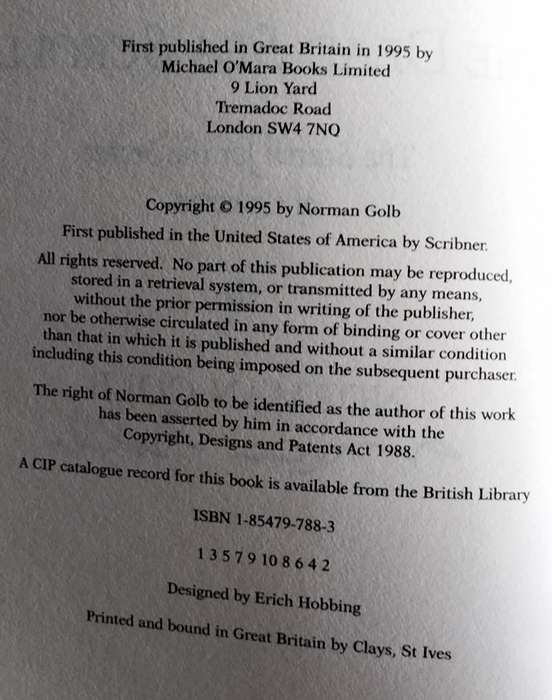 First published in Great Britain in 1995 by
Michael O'Mara Books Limited
9 Lion Yard
Tremadoc Road
London SW4 7NQ
Copyright © 1995 by Norman Golb
First published in the United States of America by Scribner.
All rights reserved. No part of this publication may be reproduced,
stored in a retrieval system, or transmitted by any means,
without the prior permission in writing of the publisher,
nor be otherwise circulated in any form of binding or cover other
than that in which it is published and without a similar condition
including this condition being imposed on the subsequent purchaser.
The right of Norman Golb to be identified as the author of this work
has been asserted by him in accordance with the
Copyright, Designs and Patents Act 1988.
A CIP catalogue record for this book is available from the British Library
ISBN 1-85479-788-3
1 3 5 7 9 10 8 6 4 2
Designed by Erich Hobbing
Printed and bound in Great Britain by Clays, St Ives